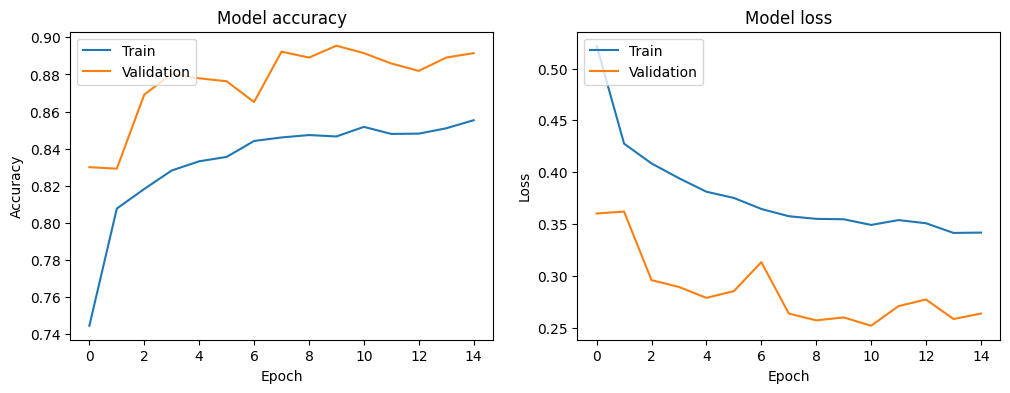 Model accuracy
Train
Validation
0.90
0.88
0.86
0.84
0.82
0.80
0.78
0.76
0.74
Accuracy
0 2 4 6 8 10 12 14
Epoch
Model loss
Train
Validation
0.50
0.45
0.40
0.35
0.30
0.25
Loss
0 2 4 6 8 10 12 14
Epoch